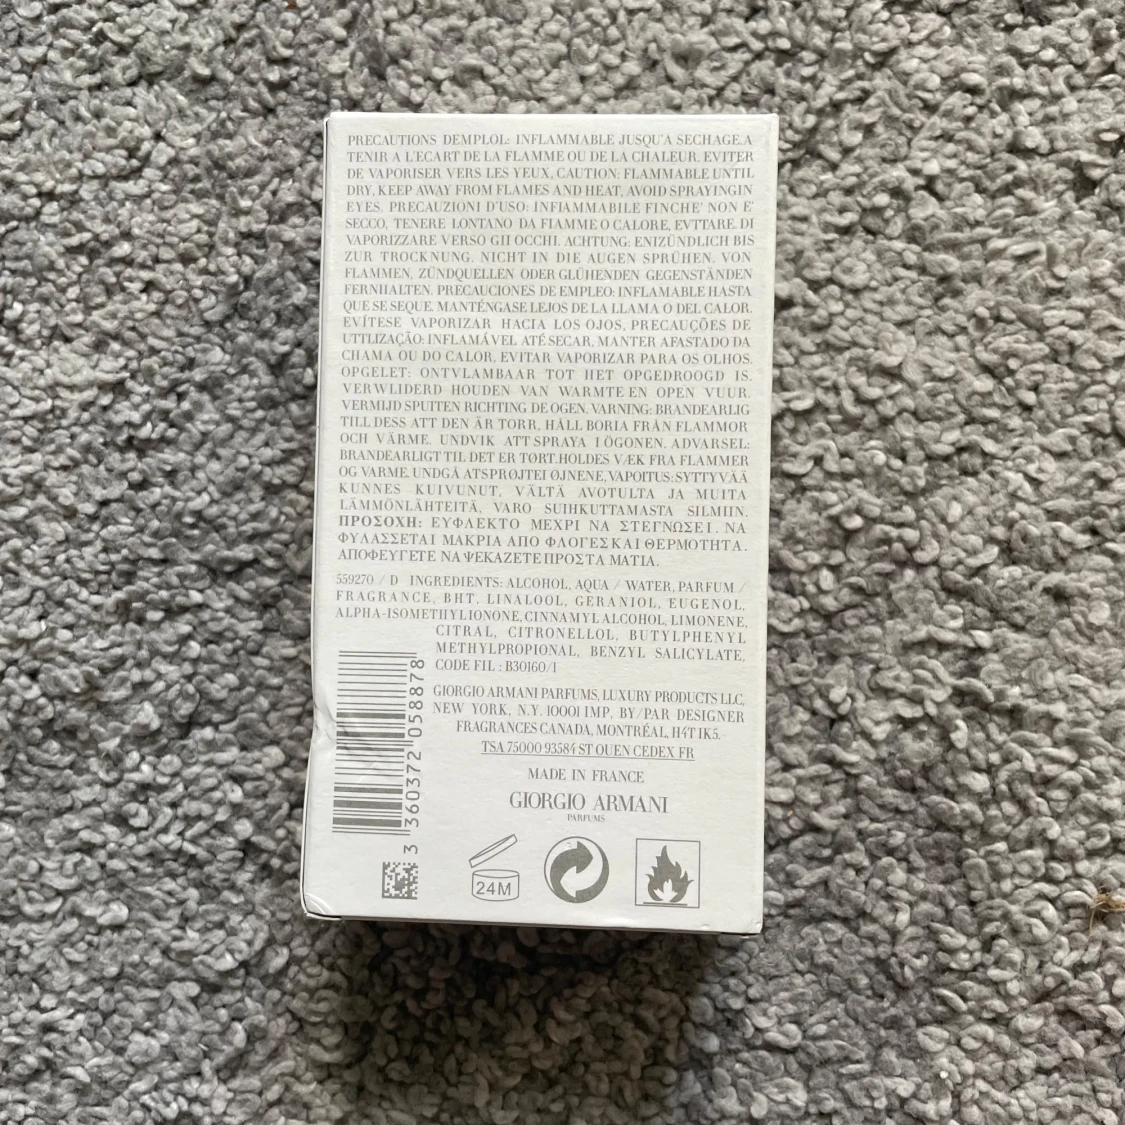 PRECAUTIONS DEMPLOL: INFLAMMABLE JUSQU'A SECHAGE.A
TENIR A L'ECART DE LA FLAMME OU DE LA CHALEUR. EVITER
DE VAPORISER VERS LES YEUX, CAUTION: FLAMMABLE UNTIL
DRY, KEEP AWAY FROM FLAMES AND HEAT, AVOID SPRAYINGIN
EYES. PRECAUZIONI D'USO: INFIAMMABILE FINCHE' NON E'
SECCO, TENERE LONTANO DA FIAMME O CALORE, EVTTARE. DI
VAPORIZZARE VERSO GII OCCHI. ACHTUNG: ENIZÜNDLICH BIS
ZUR TROCKNUNG. NICHT IN DIE AUGEN SPRÜHEN. VON
FLAMMEN, ZÜNDQUELLEN ODER GLÜHENDEN GEGENSTÄNDEN
FERNHALTEN. PRECAUCIONES DE EMPLEO: INFLAMABLE HASTA
QUE SE SEQUE. MANTÉNGASE LEJOS DE LA LLAMA O DEL CALOR.
EVÍTESE VAPORIZAR HACIA LOS OJOS, PRECAUÇÕES DE
UTTLIZAÇÃO: INFLAMÁVEL ATÉ SECAR, MANTER AFASTADO DA
CHAMA OU DO CALOR, EVITAR VAPORIZAR PARA OS OLHOS.
OPGELET: ONTVLAMBAAR TOT HET OPGEDROOGD IS.
VERWLIDERD HOUDEN VAN WARMTE EN OPEN VUUR.
VERMIJD SPUITEN RICHTING DE OGEN. VARNING: BRANDEARLIG
TILL DESS ATT DEN ÄR TORR, HÅLL BORIA FRÅN FLAMMOR
OCH VÄRME. UNDVIK ATT SPRAYA I ÖGONEN. ADVARSEL:
BRANDEARLIGT TIL DET ER TØRT.HOLDES VÆK FRA FLAMMER
OG VARME. UNDGÅ AT SPRØJTE I ØJNENE, VAPOITUS: SYTTYVÄÄ
KUNNES KUIVUNUT, VÄLTÄ AVOTULTA JA MUITA
LÄMMÖNLÄHTEITÄ, VARO SUIHKUTTAMASTA SILMIIN.
ΠΡΟΣΟΧΗ: ΕΥΦΛΕΚΤΟ ΜΕΧΡΙ ΝΑ ΣΤΕΓΝΩΣΕΙ. ΝΑ
ΦΥΛΑΣΣΕΤΑΙ ΜΑΚΡΙΑ ΑΠΟ ΦΛΟΓΕΣ ΚΑΙ ΘΕΡΜΟΤΗΤΑ.
ΑΠΟΦΕΥΓΕΤΕ ΝΑ ΨΕΚΑΖΕΤΕ ΠΡΟΣΤΑ ΜΑΤΙΑ.
559270 / D INGREDIENTS: ALCOHOL, AQUA / WATER, PARFUM /
FRAGRANCE, BHT, LINALOOL, GERANIOL, EUGENOL,
ALPHA-ISOMETHYL IONONE, CINNAMYL ALCOHOL, LIMONENE,
CITRAL, CITRONELLOL, BUTYLPHENYL
METHYLPROPIONAL, BENZYL SALICYLATE,
CODE FIL : B30160/1
GIORGIO ARMANI PARFUMS, LUXURY PRODUCTS LLC,
NEW YORK, N.Y. 10001 IMP, BY/PAR DESIGNER
FRAGRANCES CANADA, MONTRÉAL, H4T 1K5.
TSA 75000 93584 ST OUEN CEDEX FR
MADE IN FRANCE
GIORGIO ARMANI
PARFUMS
3 360372 058878
24M